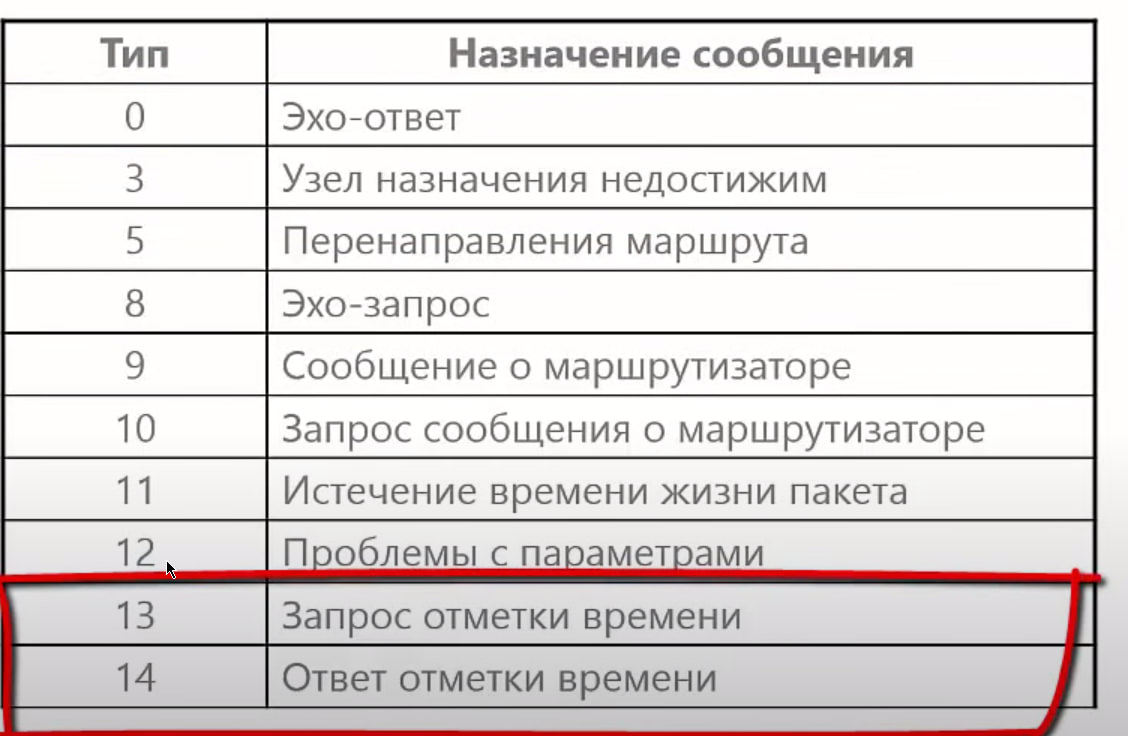 Тип Назначение сообщения
0 Эхо-ответ
3 Узел назначения недостижим
5 Перенаправления маршрута
8 Эхо-запрос
9 Сообщение о маршрутизаторе
10 Запрос сообщения о маршрутизаторе
11 Истечение времени жизни пакета
12 Проблемы с параметрами
13 Запрос отметки времени
14 Ответ отметки времени